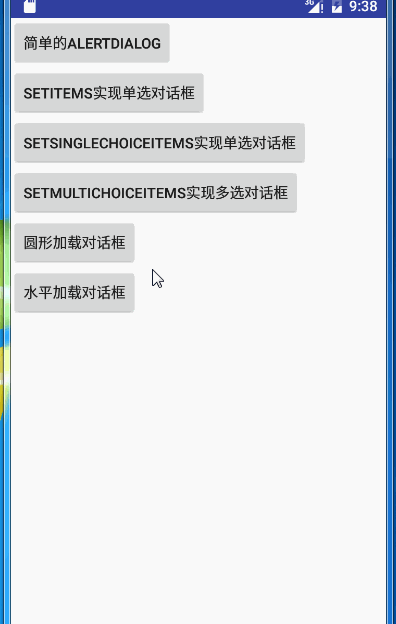 3G 9:38
简单的ALERTDIALOG
SETITEMS实现单选对话框
SETSINGLECHOICEITEMS实现单选对话框
SETMULTICHOICEITEMS实现多选对话框
圆形加载对话框
水平加载对话框